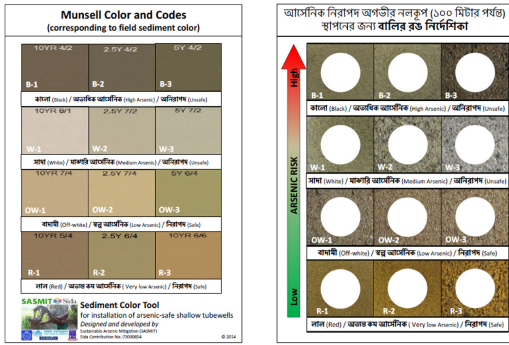 Munsell Color and Codes
(corresponding to field sediment color)
10YR 4/2 2.5Y 4/2 5Y 4/2
B-1 B-2 B-3
কালো (Black) / অত্যধিক আর্সেনিক (High Arsenic) / অনিরাপদ (Unsafe)
10YR 8/1 2.5Y 7/2 5Y 7/2
W-1 W-2 W-3
সাদা (White) / মাঝারি আর্সেনিক (Medium Arsenic) / অনিরাপদ (Unsafe)
10YR 7/4 2.5Y 7/4 5Y 6/4
OW-1 OW-2 OW-3
বাদামী (Off-white) / স্বল্প আর্সেনিক (Low Arsenic) / নিরাপদ (Safe)
10YR 5/4 2.5Y 6/4 10YR 6/6
R-1 R-2 R-3
লাল (Red) / অত্যন্ত কম আর্সেনিক (Very low Arsenic) / নিরাপদ (Safe)
SASMIT Sida
Sediment Color Tool
for installation of arsenic-safe shallow tubewells
Designed and developed by
Sustainable Arsenic Mitigation (SASMIT)
Sida Contribution No. 73000854
© 2014
আর্সেনিক নিরাপদ অগভীর নলকূপ (১০০ মিটার পর্যন্ত)
স্থাপনের জন্য বালির রঙ নির্দেশিকা
High
ARSENIC RISK
Low
B-1 B-2 B-3
কালো (Black) / অত্যধিক আর্সেনিক (High Arsenic) / অনিরাপদ (Unsafe)
W-1 W-2 W-3
সাদা (White) / মাঝারি আর্সেনিক (Medium Arsenic) / অনিরাপদ (Unsafe)
OW-1 OW-2 OW-3
বাদামী (Off-white) / স্বল্প আর্সেনিক (Low Arsenic) / নিরাপদ (Safe)
R-1 R-2 R-3
লাল (Red) / অত্যন্ত কম আর্সেনিক (Very low Arsenic) / নিরাপদ (Safe)